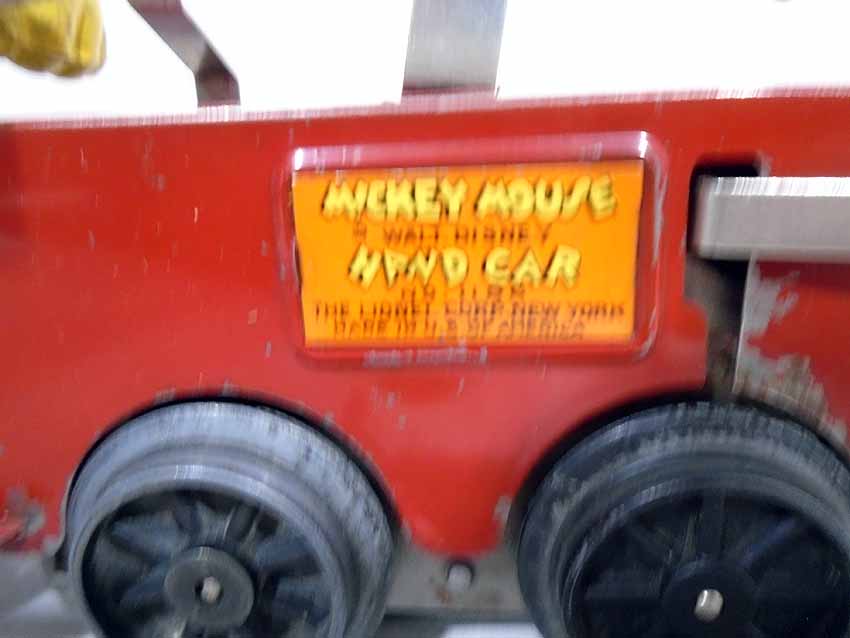 MICKEY MOUSE
© WALT DISNEY
HAND CAR
THE LIONEL CORP. NEW YORK
MADE IN U.S. OF AMERICA